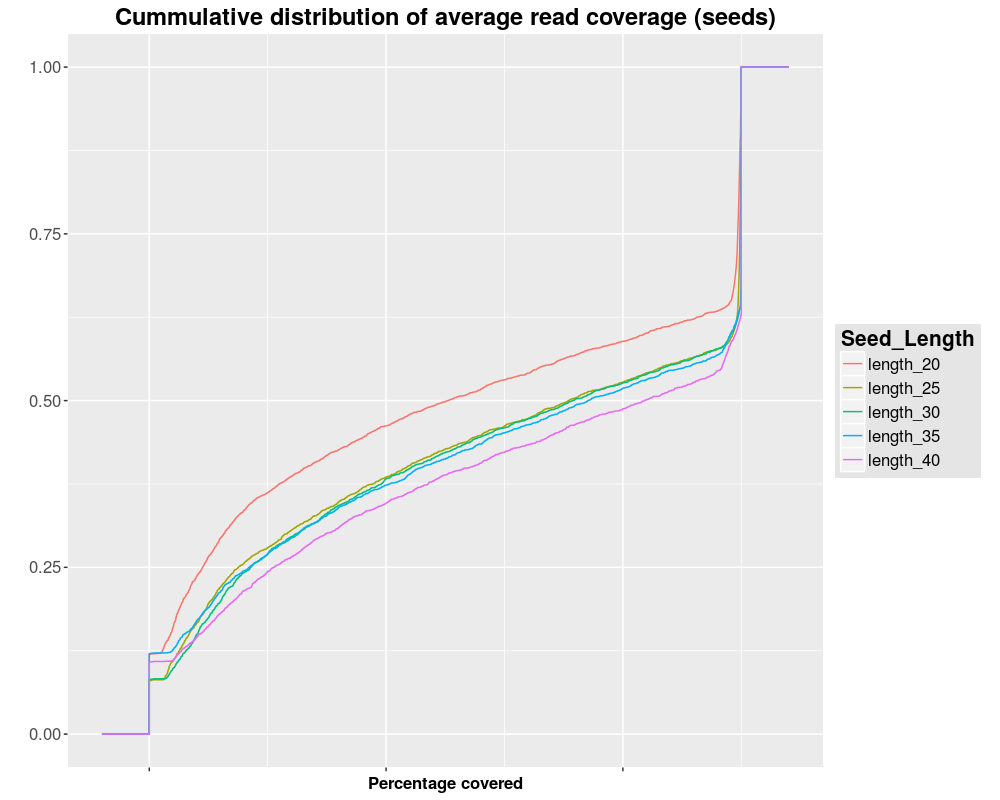 Cummulative distribution of average read coverage (seeds)
1.00
0.75
0.50
0.25
0.00
Percentage covered
Seed_Length
length_20
length_25
length_30
length_35
length_40